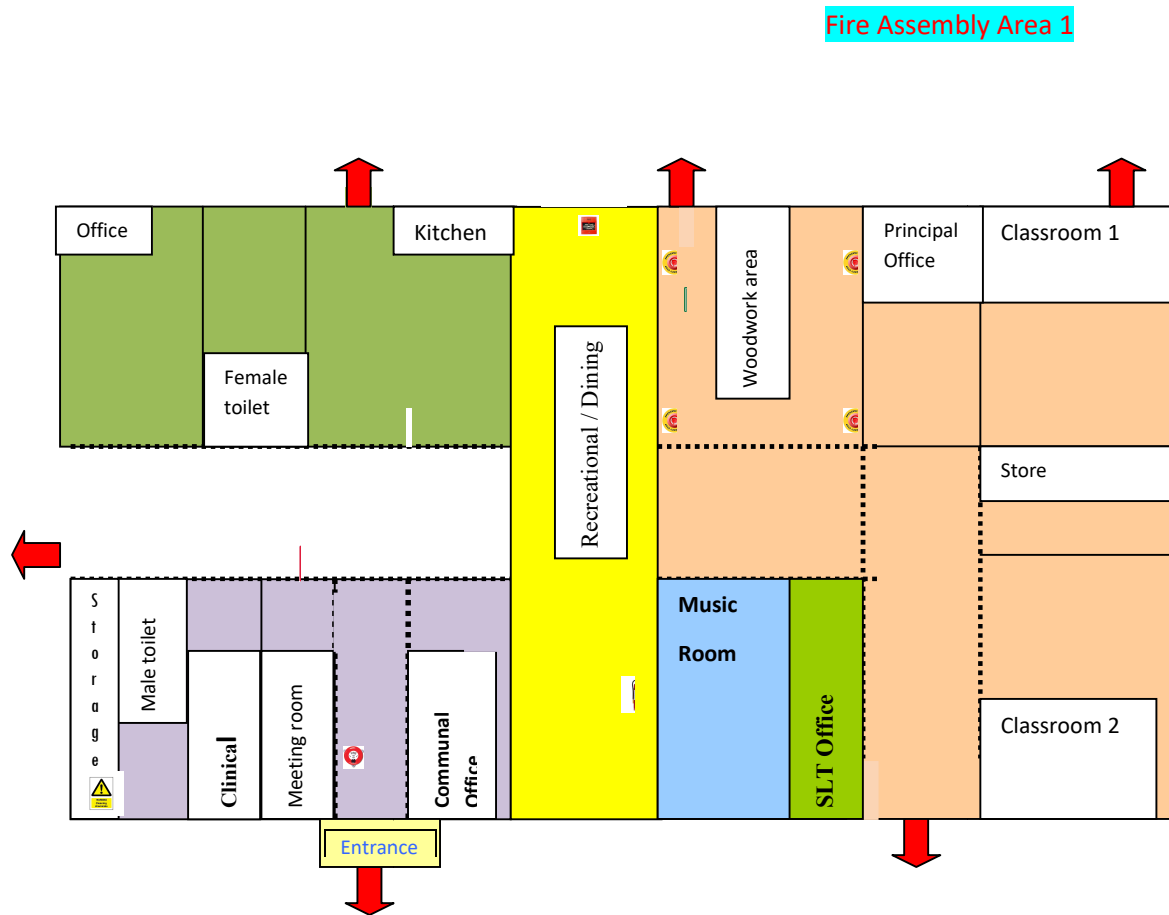 Fire Assembly Area 1
Office
Kitchen
Principal
Office
Classroom 1
Woodwork area
Female
toilet
Recreational / Dining
Store
Storage
Male toilet
Clinical
Meeting room
Communal
Office
Music
Room
SLT Office
Classroom 2
Entrance